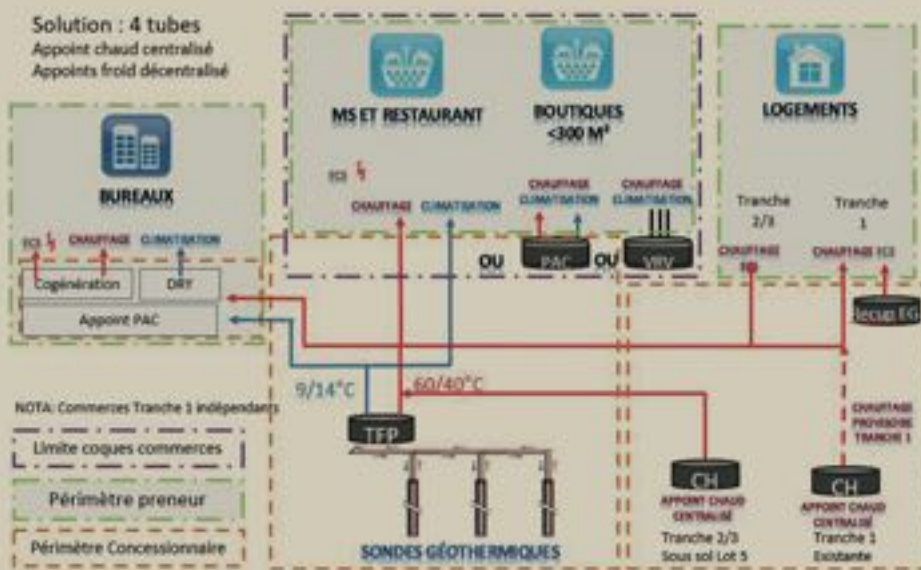 Solution : 4 tubes
Appoint chaud centralisé
Appoints froid décentralisé
BUREAUX
ECS CHAUFFAGE CLIMATISATION
Cogénération
DRY
Appoint PAC
MS ET RESTAURANT
BOUTIQUES
<300 M²
ECS
CHAUFFAGE
CLIMATISATION
CHAUFFAGE
CLIMATISATION
CHAUFFAGE
CLIMATISATION
OU
PAC
OU
VRV
LOGEMENTS
Tranche
2/3
Tranche
1
CHAUFFAGE
CHAUFFAGE ECS
9/14°C
60/40°C
TFP
NOTA: Commerces Tranche 1 indépendants
Limite coques commerces
Périmètre preneur
Périmètre Concessionnaire
SONDES GÉOTHERMIQUES
CH
APPOINT CHAUD
CENTRALISÉ
Tranche 2/3
Sous sol Lot 5
CHAUFFAGE
PROVISOIRE
TRANCHE 1
CH
APPOINT CHAUD
CENTRALISÉ
Tranche 1
Existante